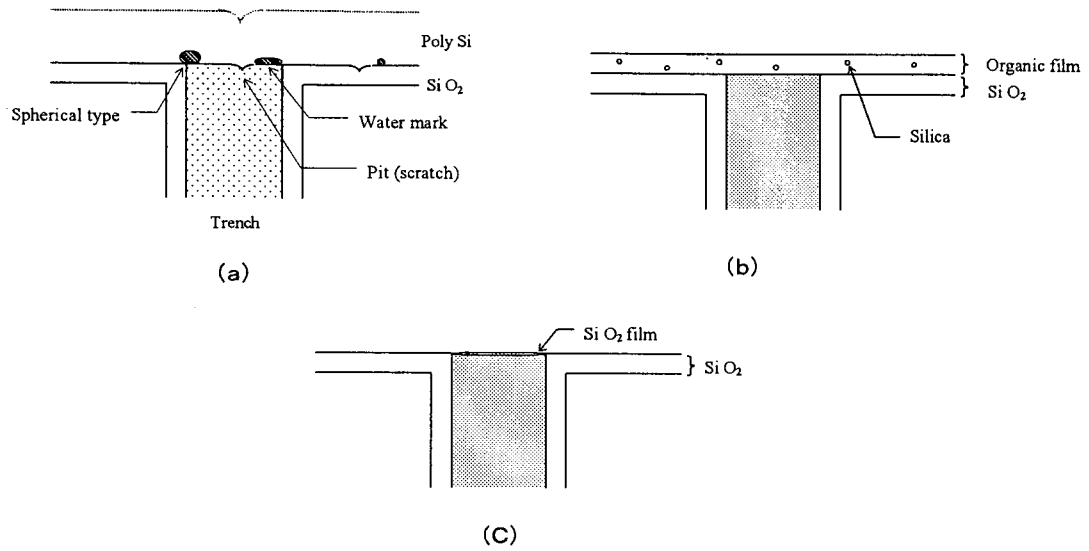 Poly Si
Si O₂
Spherical type
Water mark
Pit (scratch)
Trench
(a)
Organic film
Si O₂
Silica
(b)
Si O₂ film
Si O₂
(C)